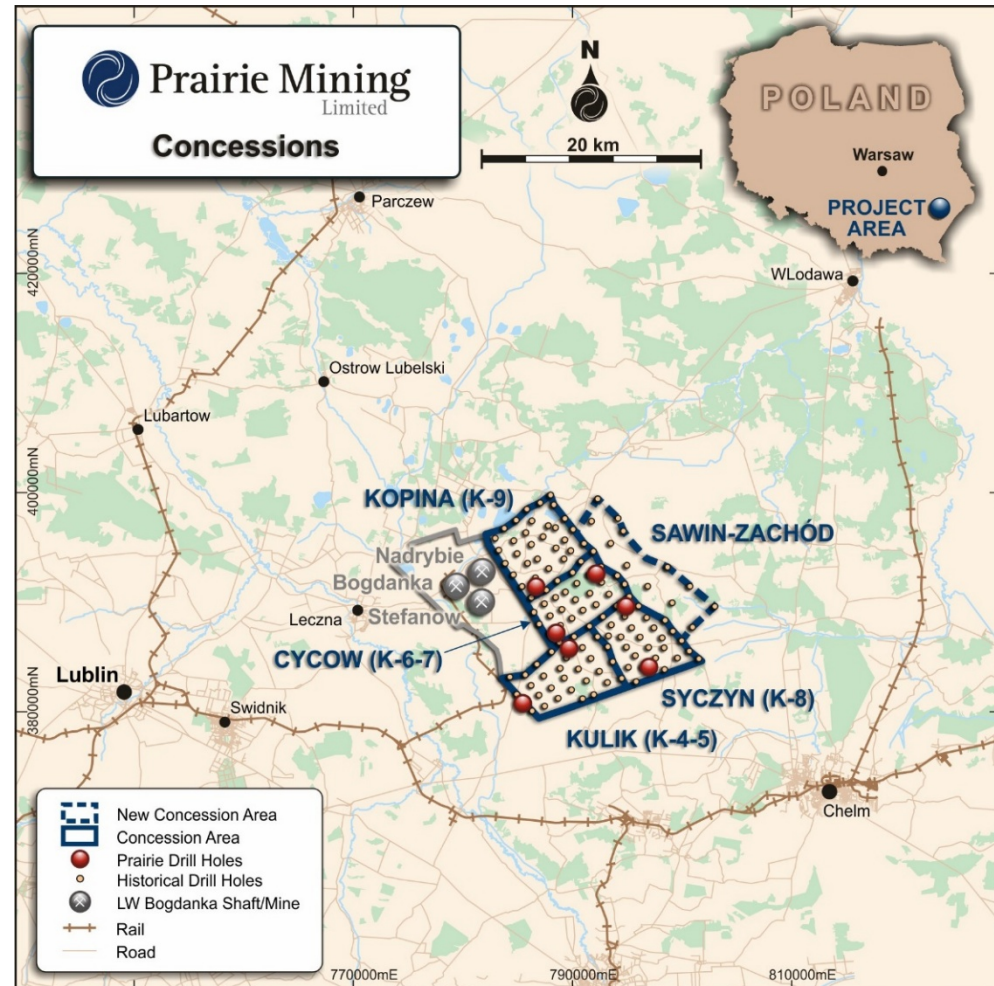 Prairie Mining
Limited
Concessions
N
20 km
POLAND
Warsaw
PROJECT
AREA
Parczew
420000mN
WLodawa
Ostrow Lubelski
Lubartow
400000mN
KOPINA (K-9)
SAWIN-ZACHÓD
Nadrybie
Bogdanka
Stefanow
Leczna
CYCOW (K-6-7)
Lublin
SYCZYN (K-8)
380000mN
Swidnik
KULIK (K-4-5)
Chelm
New Concession Area
Concession Area
Prairie Drill Holes
Historical Drill Holes
LW Bogdanka Shaft/Mine
Rail
Road
770000mE
790000mE
810000mE